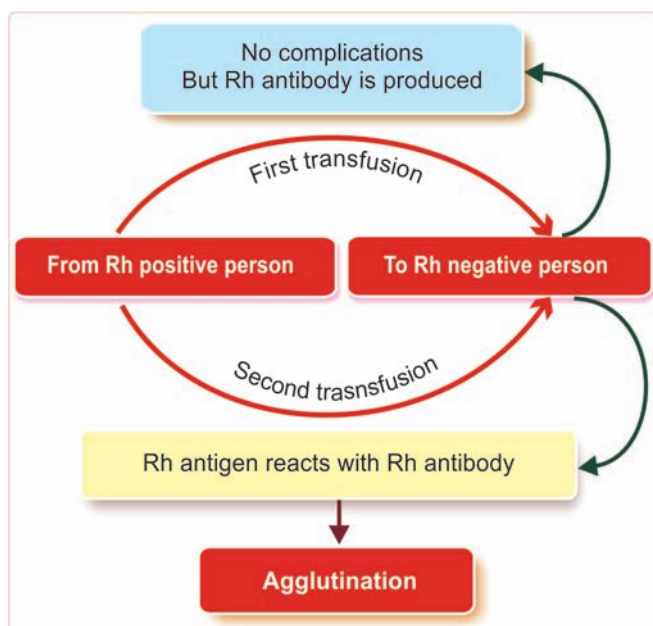 No complications
But Rh antibody is produced
First transfusion
From Rh positive person
To Rh negative person
Second trasnsfusion
Rh antigen reacts with Rh antibody
Agglutination